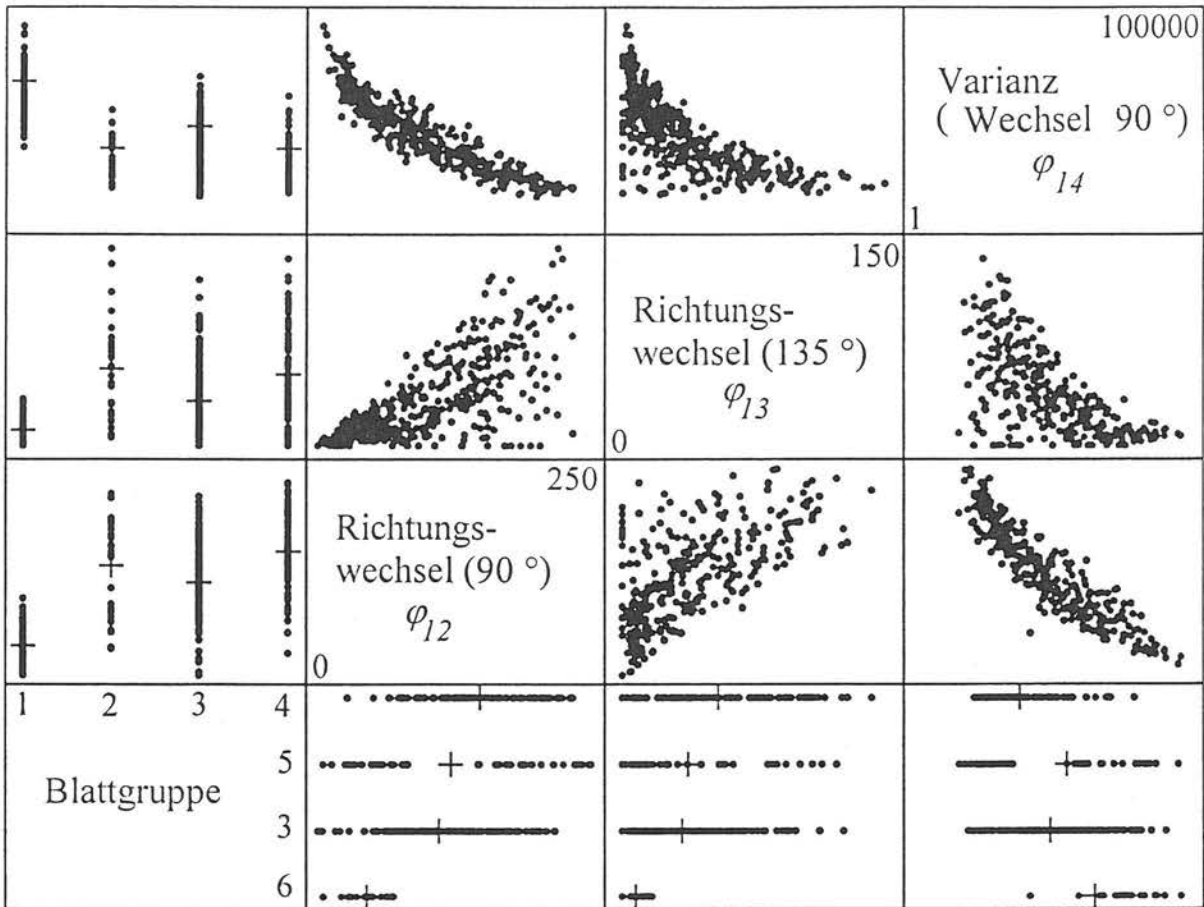 100000
Varianz
( Wechsel 90 °)
φ14
1
150
Richtungs-
wechsel (135 °)
φ13
0
250
Richtungs-
wechsel (90 °)
φ12
0
1 2 3 4
5
Blattgruppe
3
6